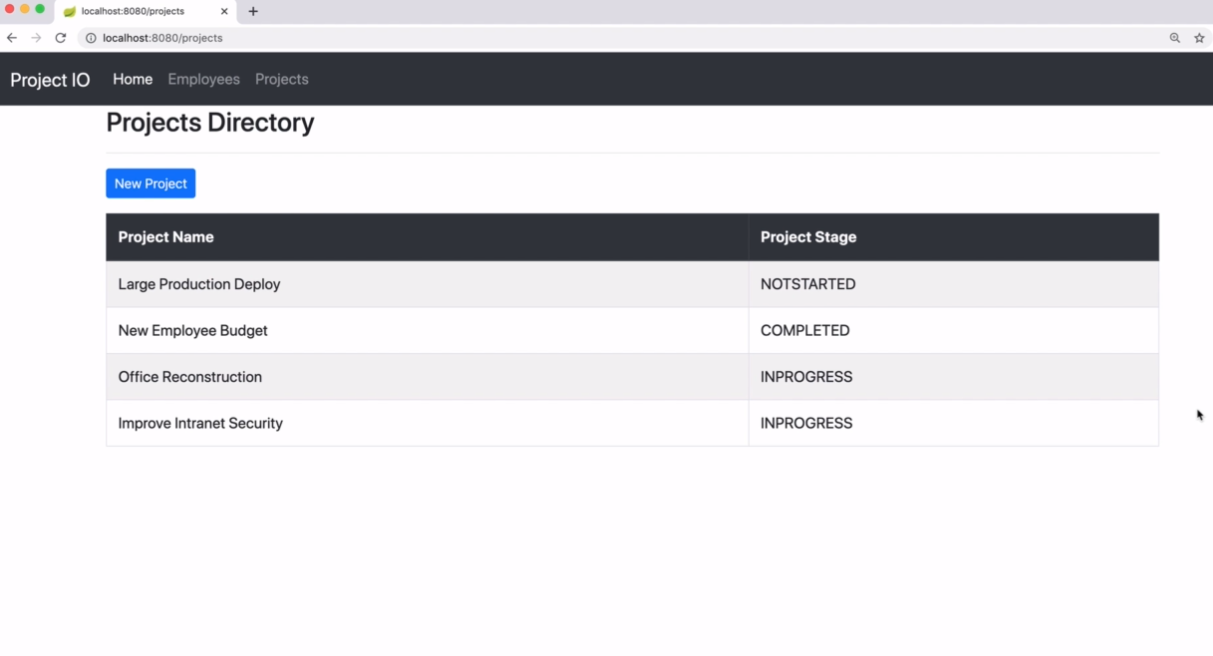 localhost:8080/projects
localhost:8080/projects
Project IO Home Employees Projects
Projects Directory
New Project
Project Name Project Stage
Large Production Deploy NOTSTARTED
New Employee Budget COMPLETED
Office Reconstruction INPROGRESS
Improve Intranet Security INPROGRESS